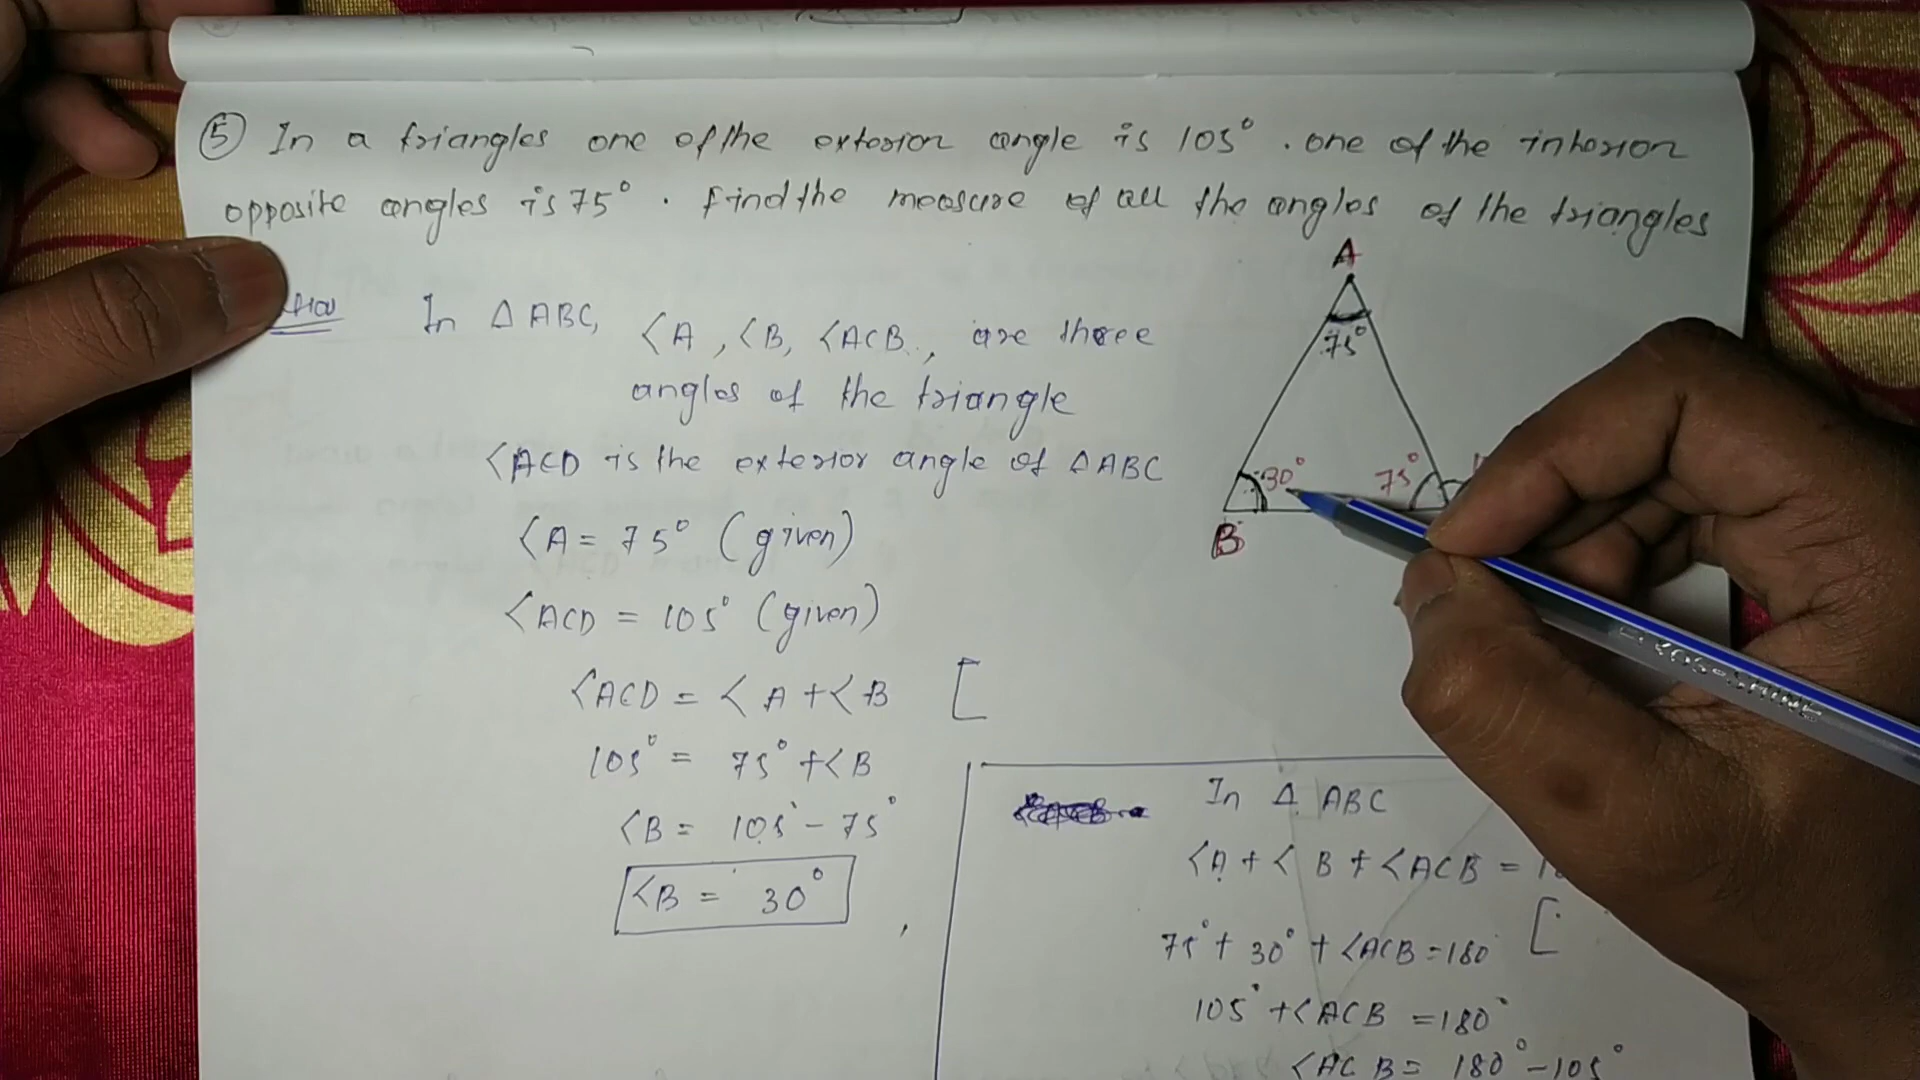 ⑤ In a triangles one of the exterior angle is 105° . one of the interior
opposite angles is 75° . find the measure of all the angles of the triangles
In △ ABC, ∠A, ∠B, ∠ACB, are three
angles of the triangle
∠ACD is the exterior angle of △ABC
∠A = 75° (given)
∠ACD = 105° (given)
∠ACD = ∠A + ∠B [
105° = 75° + ∠B
∠B = 105° - 75°
∠B = 30°
A
75°
30°
75°
B
In △ ABC
∠A + ∠B + ∠ACB =
75° + 30° + ∠ACB = 180 [
105° + ∠ACB = 180°
∠ACB = 180° - 105°